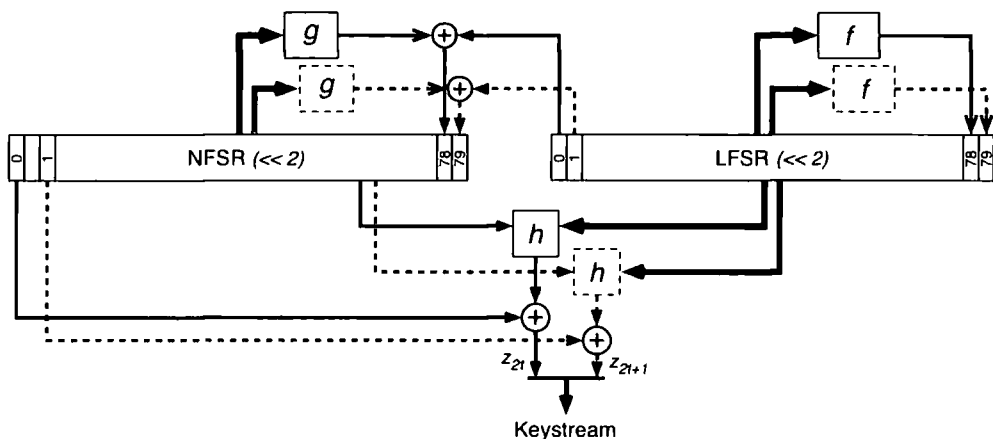 g
f
g
f
0
1
NFSR (<< 2)
78
79
0
1
LFSR (<< 2)
78
79
h
h
z2t
z2t+1
Keystream